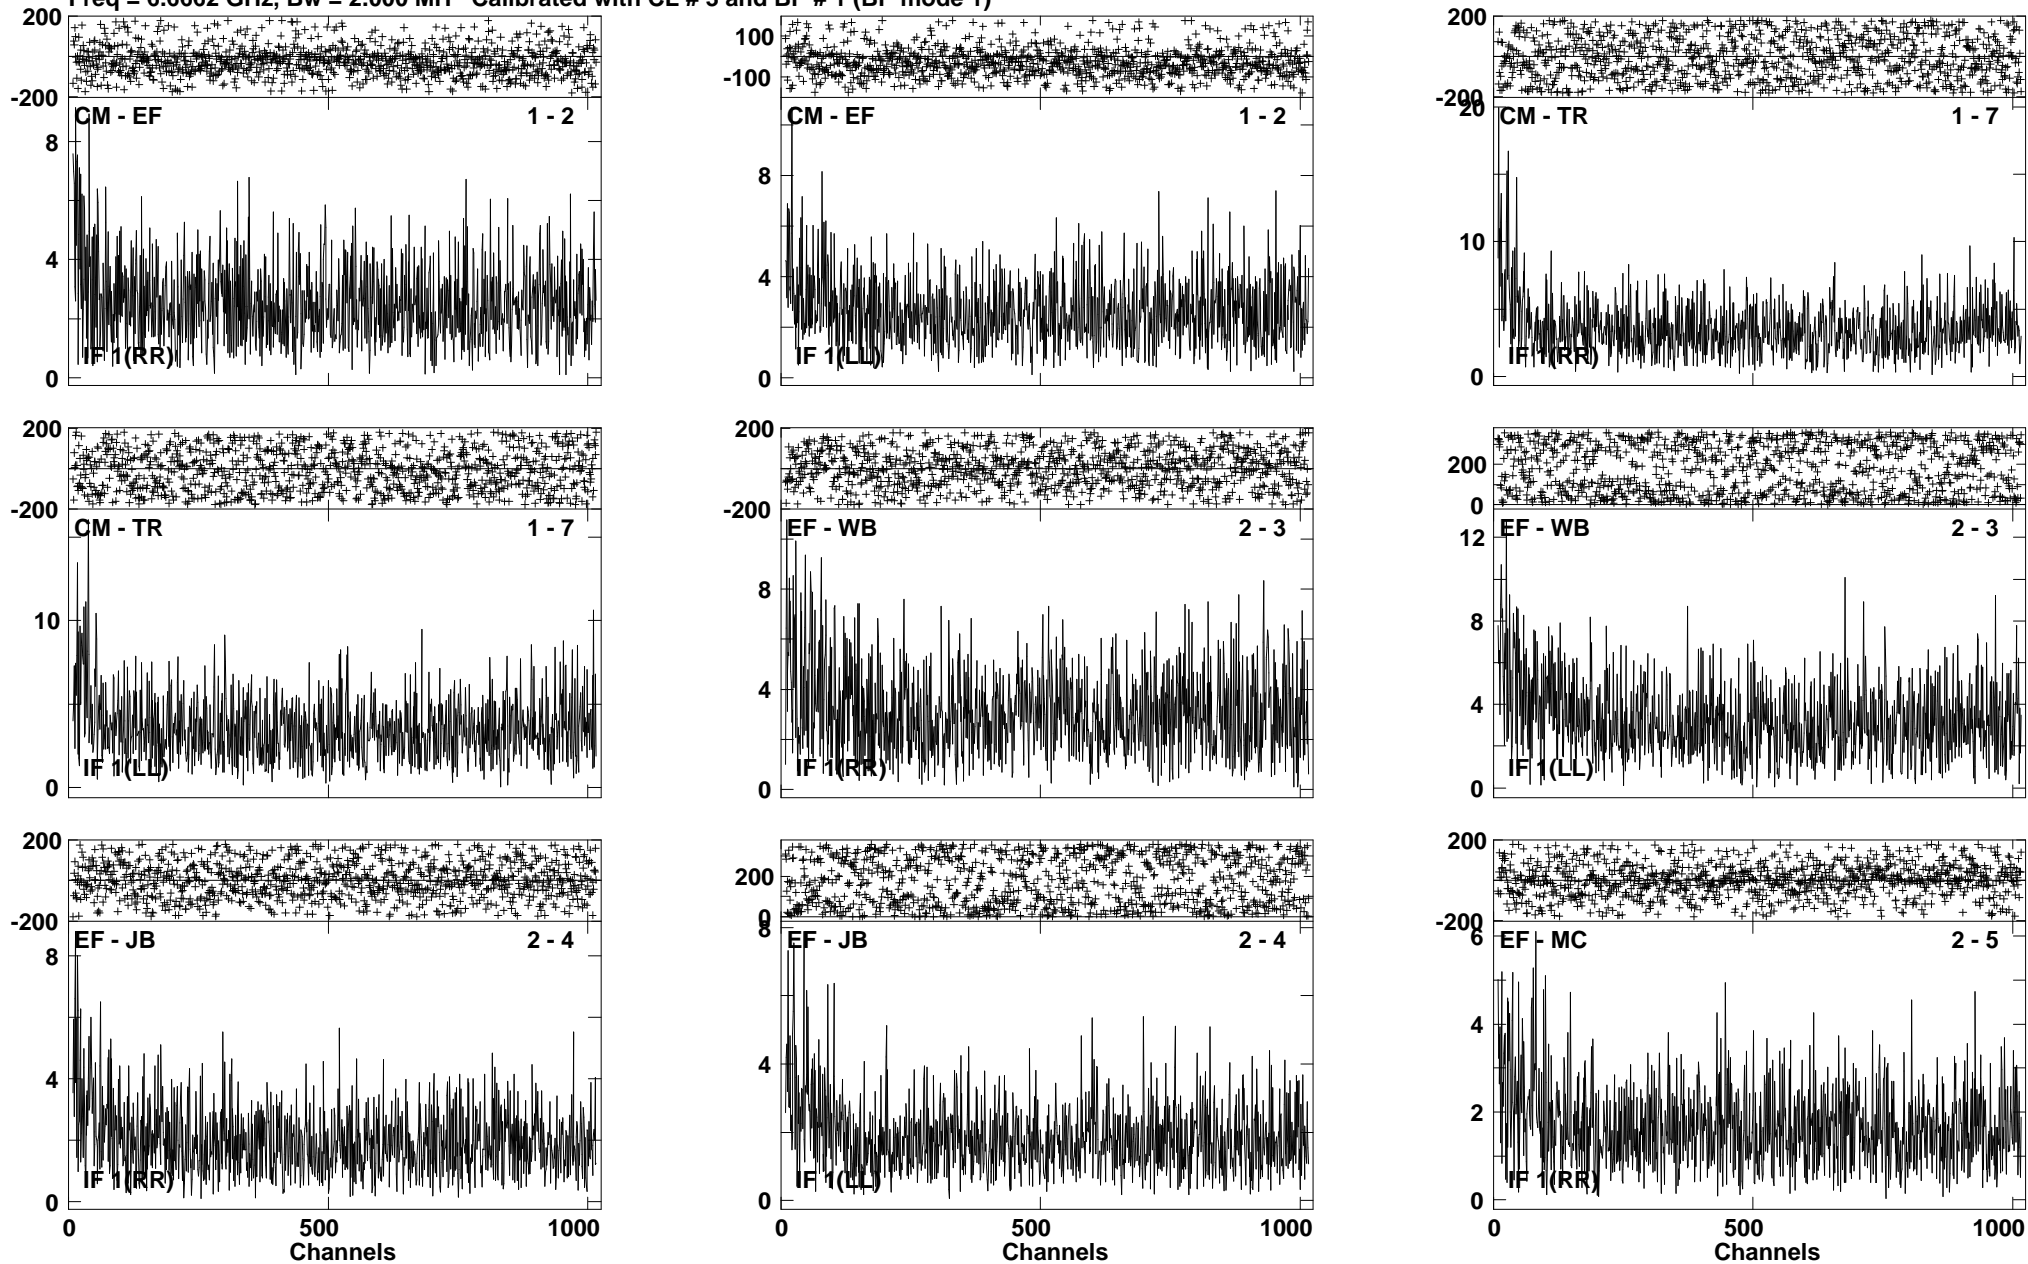 Freq = 6.6662 GHz, Bw = 2.000 MH Calibrated with CL # 3 and BP # 1 (BP mode 1)
200
-200
CM - EF 1 - 2
8
4
0
IF 1(RR)
100
-100
CM - EF 1 - 2
8
4
0
IF 1(LL)
200
-200
20
CM - TR 1 - 7
10
0
IF 1(RR)
200
-200
CM - TR 1 - 7
10
0
IF 1(LL)
200
-200
EF - WB 2 - 3
8
4
0
IF 1(RR)
200
0
12
EF - WB 2 - 3
8
4
0
IF 1(LL)
200
-200
EF - JB 2 - 4
8
4
0
IF 1(RR)
0 500 1000
Channels
200
0
8
EF - JB 2 - 4
4
0
IF 1(LL)
0 500 1000
Channels
200
-200
6
EF - MC 2 - 5
4
2
0
IF 1(RR)
0 500 1000
Channels